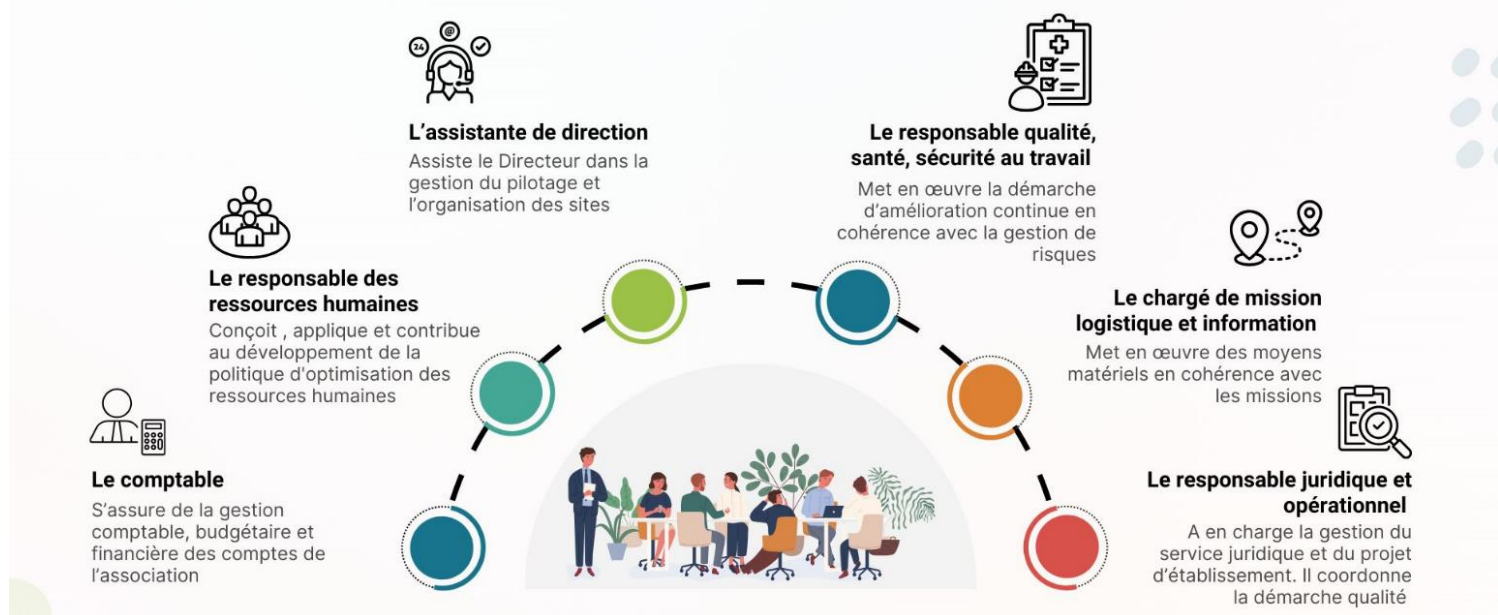 24
@
L'assistante de direction
Assiste le Directeur dans la
gestion du pilotage et
l'organisation des sites
Le responsable qualité,
santé, sécurité au travail
Met en œuvre la démarche
d'amélioration continue en
cohérence avec la gestion de
risques
Le responsable des
ressources humaines
Conçoit , applique et contribue
au développement de la
politique d'optimisation des
ressources humaines
Le chargé de mission
logistique et information
Met en œuvre des moyens
matériels en cohérence avec
les missions
Le comptable
S'assure de la gestion
comptable, budgétaire et
financière des comptes de
l'association
Le responsable juridique et
opérationnel
A en charge la gestion du
service juridique et du projet
d'établissement. Il coordonne
la démarche qualité